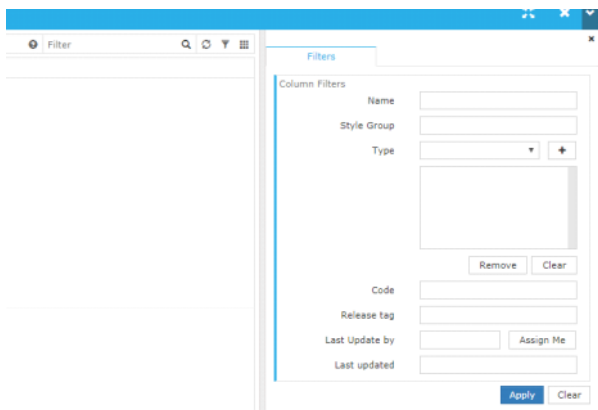 Filter
Filters
Column Filters
Name
Style Group
Type
Remove Clear
Code
Release tag
Last Update by Assign Me
Last updated
Apply Clear